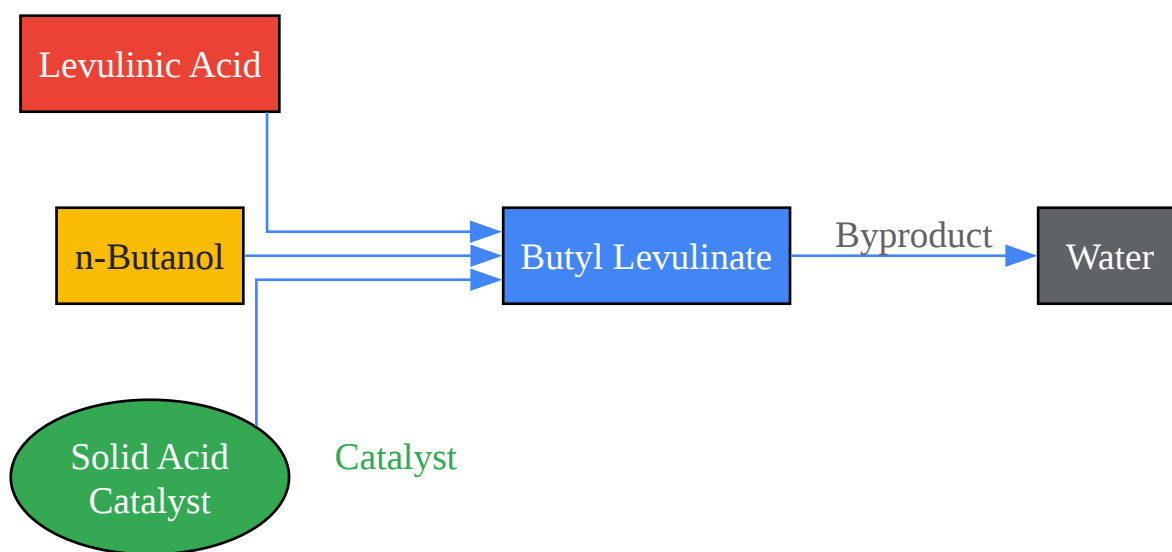 Levulinic Acid
n-Butanol
Butyl Levulinate
Byproduct
Water
Solid Acid
Catalyst
Catalyst